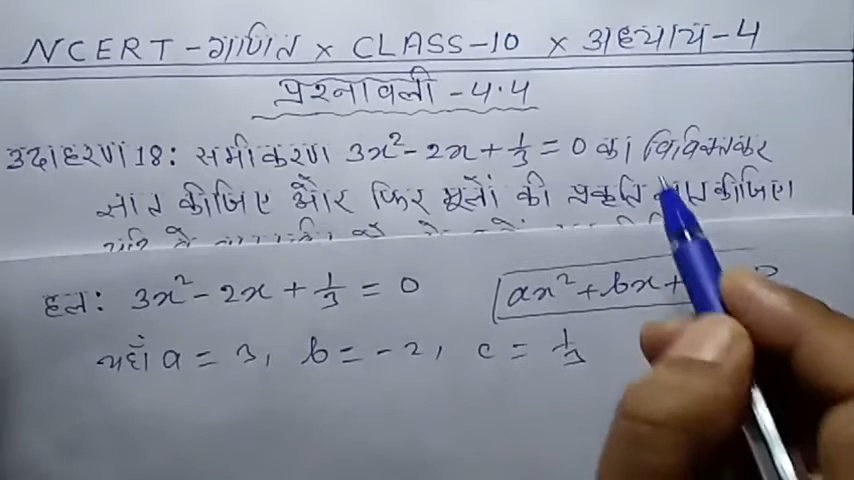 NCERT - गणित × CLASS-10 × अध्याय-4
प्रश्नावली - 4.4
उदाहरण 18: समीकरण 3x² - 2x + 1/3 = 0 का विविक्तकर
ज्ञात कीजिए और फिर मूलों की प्रकृति ज्ञात कीजिए।
हल: 3x² - 2x + 1/3 = 0
ax² + bx +
यहाँ a = 3, b = -2, c = 1/3